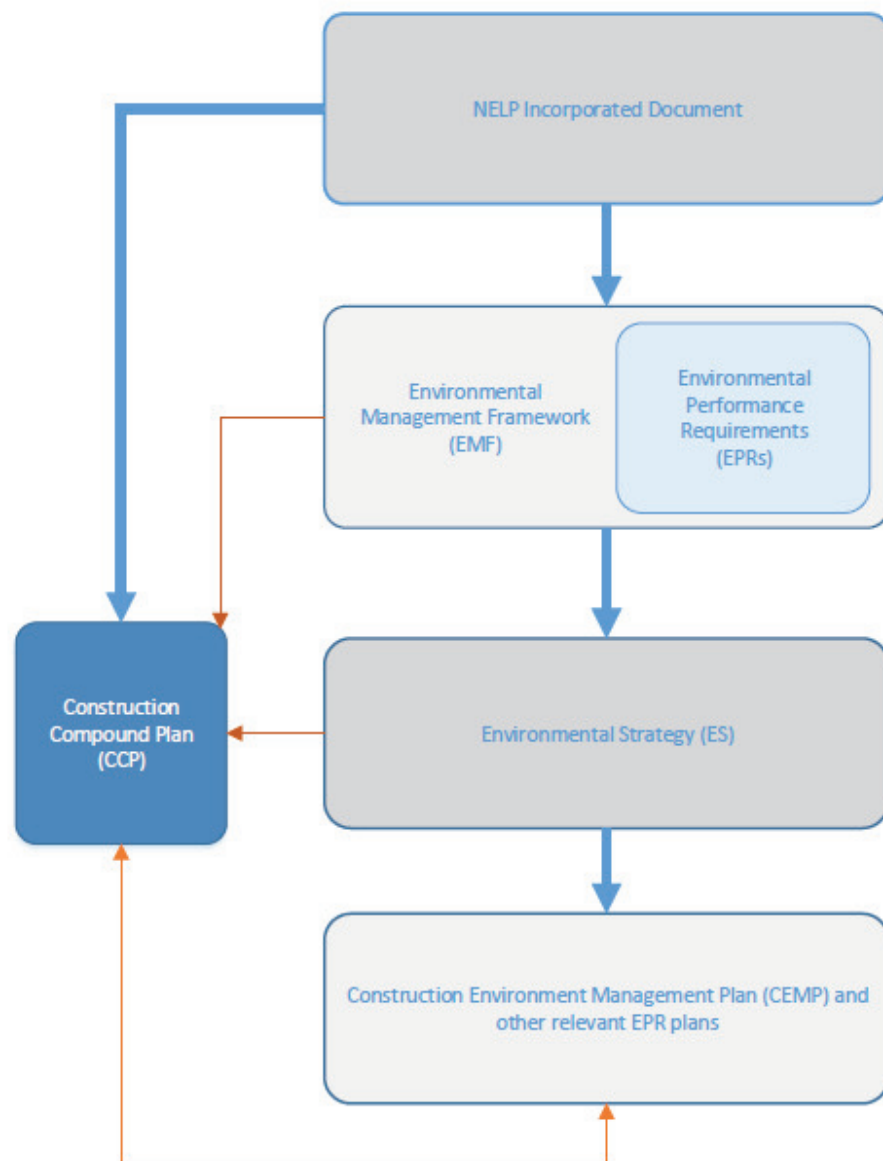 NELP Incorporated Document
Environmental
Management Framework
(EMF)
Environmental
Performance
Requirements
(EPRs)
Construction
Compound Plan
(CCP)
Environmental Strategy (ES)
Construction Environment Management Plan (CEMP) and
other relevant EPR plans